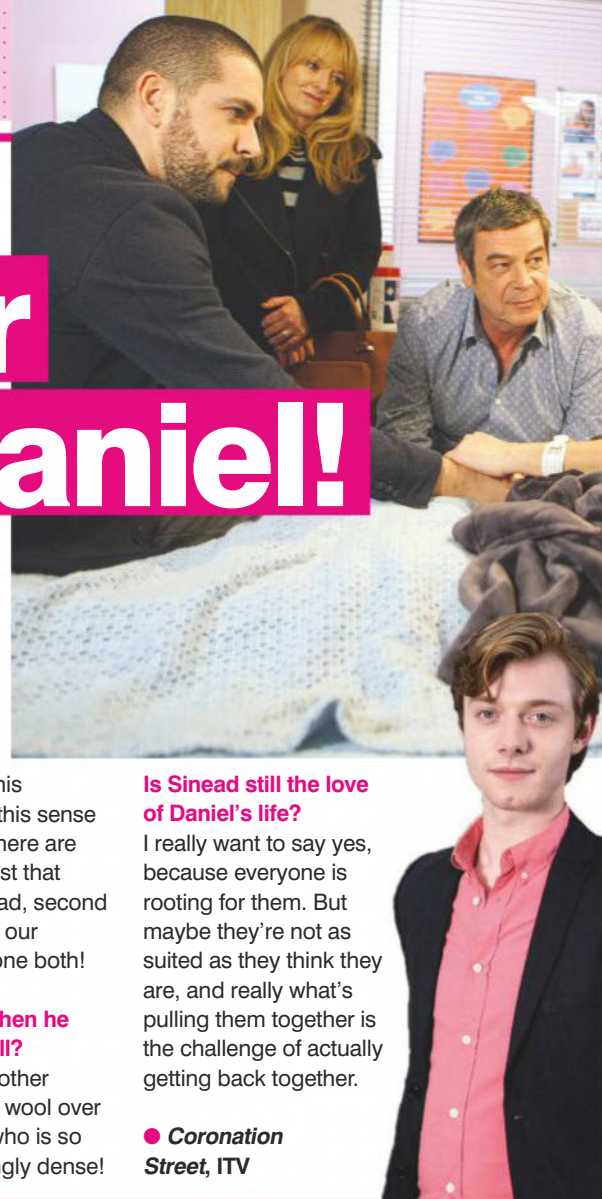 r
aniel!
his
this sense
here are
st that
ad, second
our
one both!
hen he
ll?
other
wool over
who is so
ngly dense!
Is Sinead still the love
of Daniel’s life?
I really want to say yes,
because everyone is
rooting for them. But
maybe they’re not as
suited as they think they
are, and really what’s
pulling them together is
the challenge of actually
getting back together.
● Coronation
Street, ITV